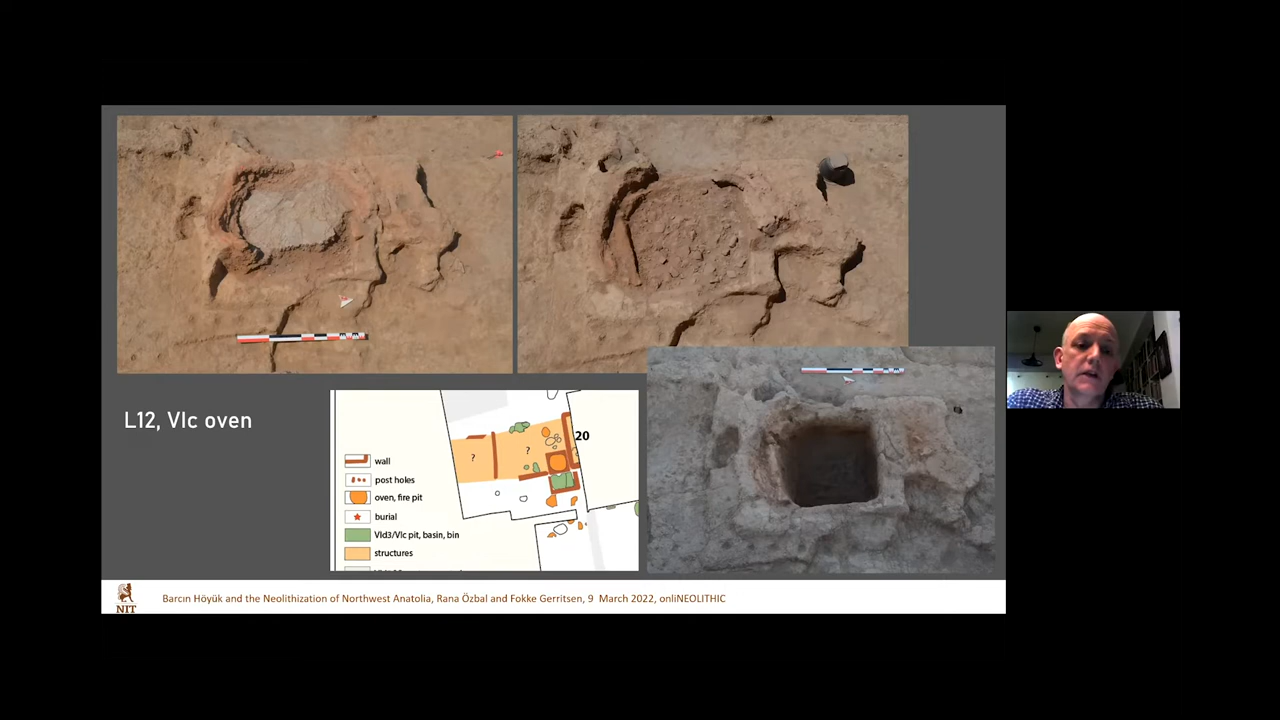 L12, VIc oven
20
?
?
wall
post holes
oven, fire pit
burial
VId3/VIc pit, basin, bin
structures
NIT
Barcın Höyük and the Neolithization of Northwest Anatolia, Rana Özbal and Fokke Gerritsen, 9 March 2022, onliNEOLITHIC